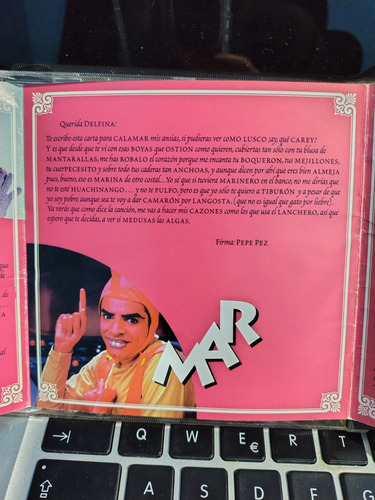 Querida DELFINA:
Te escribo esta carta para CALAMAR mis ansias, si pudieras ver coMO LUSCO ¡ay, qué CAREY!
Y es que desde que te vi con esas BOYAS que OSTION como quieren, cubiertas tan sólo con tu blusa de
MANTARALLAS, me has ROBALO el corazón porque me encanta tu BOQUERON, tus MEJILLONES,
tu cuerPECESITO y sobre todo tus caderas tan ANCHOAS, y aunque dicen por ahí que eres bien ALMEJA
pues, bueno, eso es MARINA de otro costal... Yo sé que si tuviera MARINERO en el banco, no me dirías que
no te esté HUACHINANGO... y no te PULPO, pero es que yo sólo te quiero A TIBURÓN y a pesar de que
yo soy pobre aunque sea te voy a dar CAMARÓN por LANGOSTA. (que no es igual que gato por liebre).
Ya verás que como dice la canción, me vas a hacer mis CAZONES como los que usa el LANCHERO, así que
espero que te decidas, a ver si MEDUSAS las ALGAS.
Firma: PEPE PEZ
MAR
Q W E € R T
A S D E